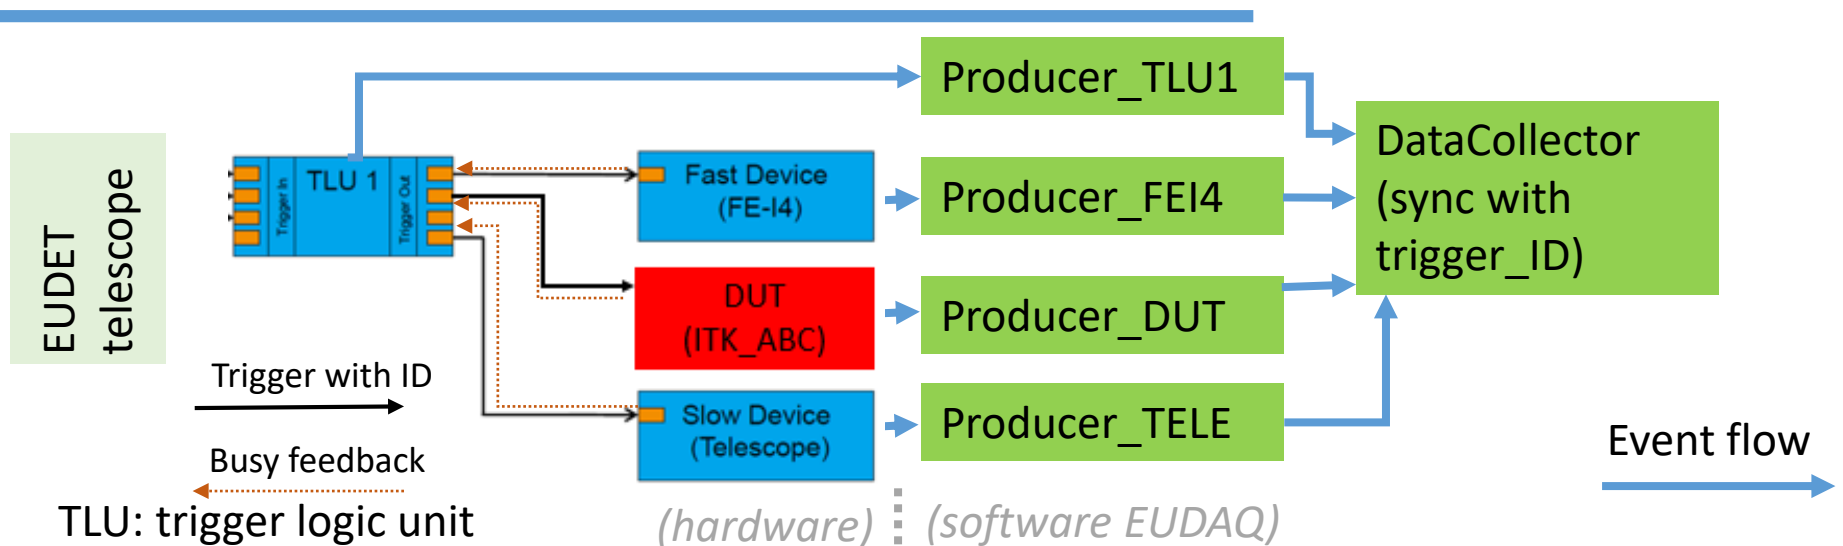 EUDET
telescope
Trigger In
TLU 1
Trigger Out
Fast Device
(FE-I4)
DUT
(ITK_ABC)
Slow Device
(Telescope)
Producer_TLU1
Producer_FEI4
Producer_DUT
Producer_TELE
DataCollector
(sync with
trigger_ID)
Trigger with ID
Busy feedback
TLU: trigger logic unit
(hardware)
(software EUDAQ)
Event flow